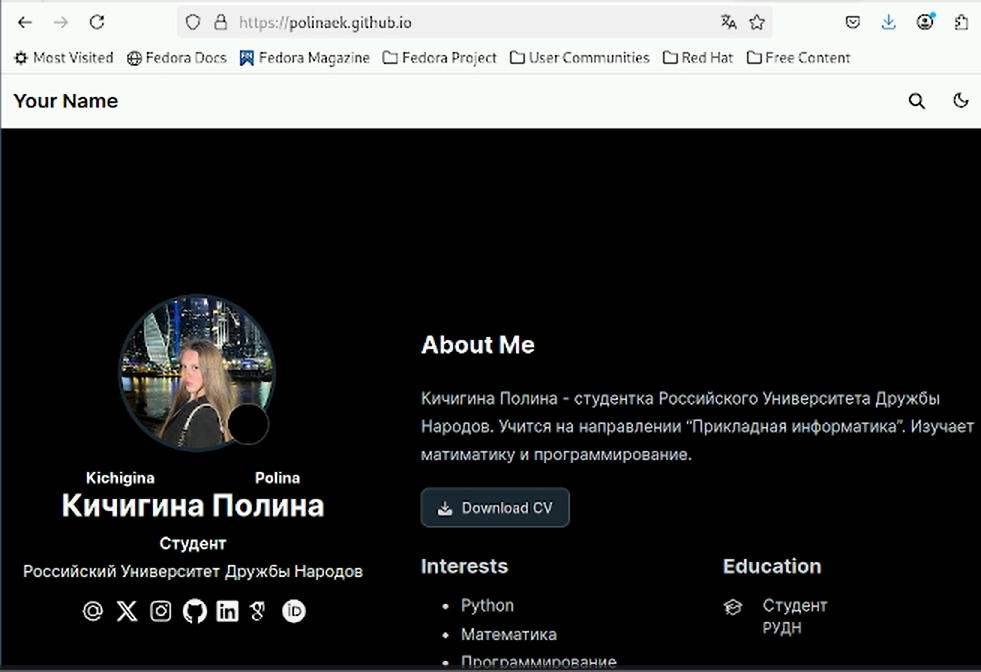 https://polinaek.github.io
Most Visited Fedora Docs Fedora Magazine Fedora Project User Communities Red Hat Free Content
Your Name
About Me
Кичигина Полина - студентка Российского Университета Дружбы
Народов. Учится на направлении “Прикладная информатика”. Изучает
матиматику и программирование.
Download CV
Kichigina Polina
Кичигина Полина
Студент
Российский Университет Дружбы Народов
Interests
Python
Математика
Программирование
Education
Студент
РУДН